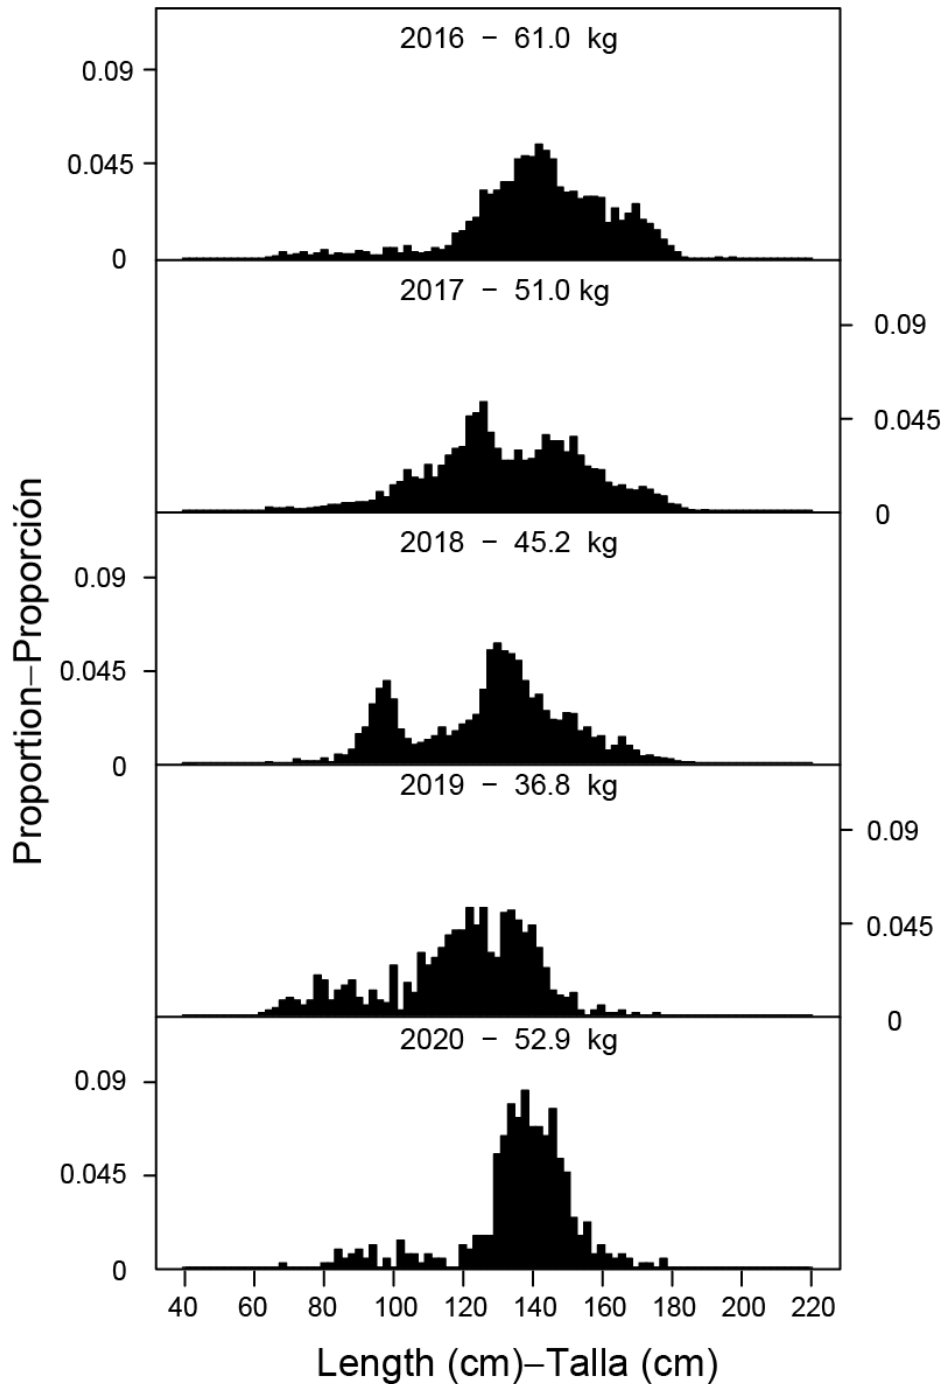 2016 − 61.0 kg
0.09
0.045
0
2017 − 51.0 kg
0.09
0.045
0
2018 − 45.2 kg
0.09
0.045
0
2019 − 36.8 kg
0.09
0.045
0
2020 − 52.9 kg
0.09
0.045
0
Proportion−Proporción
40 60 80 100 120 140 160 180 200 220
Length (cm)−Talla (cm)